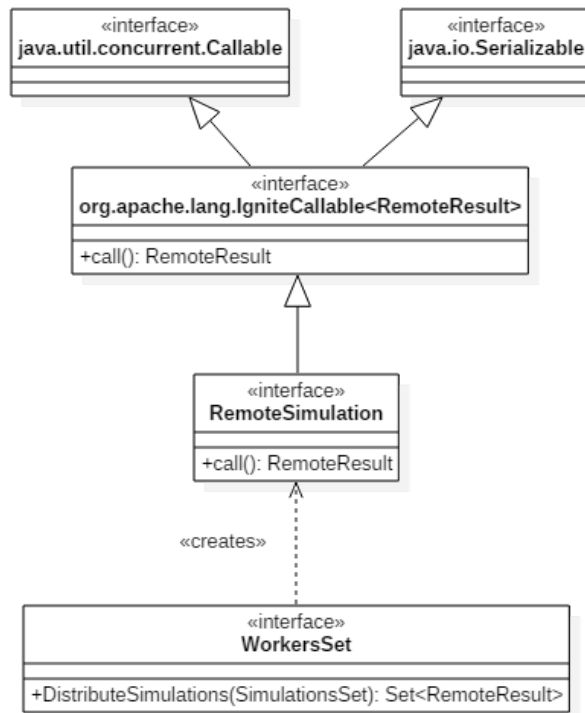 «interface»
java.util.concurrent.Callable
«interface»
java.io.Serializable
«interface»
org.apache.lang.IgniteCallable<RemoteResult>
+call(): RemoteResult
«interface»
RemoteSimulation
+call(): RemoteResult
«creates»
«interface»
WorkersSet
+DistributeSimulations(SimulationsSet): Set<RemoteResult>